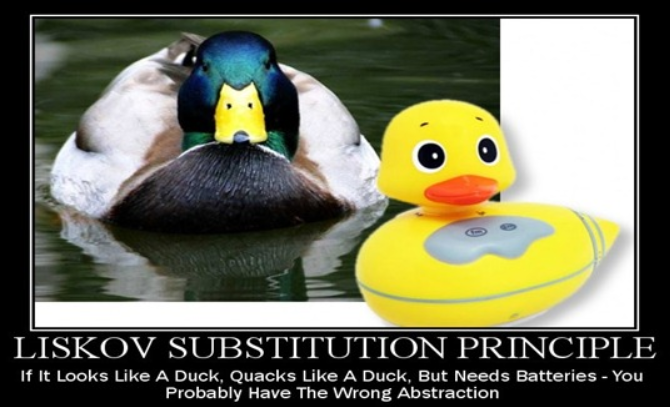 LISKOV SUBSTITUTION PRINCIPLE
If It Looks Like A Duck, Quacks Like A Duck, But Needs Batteries - You
Probably Have The Wrong Abstraction